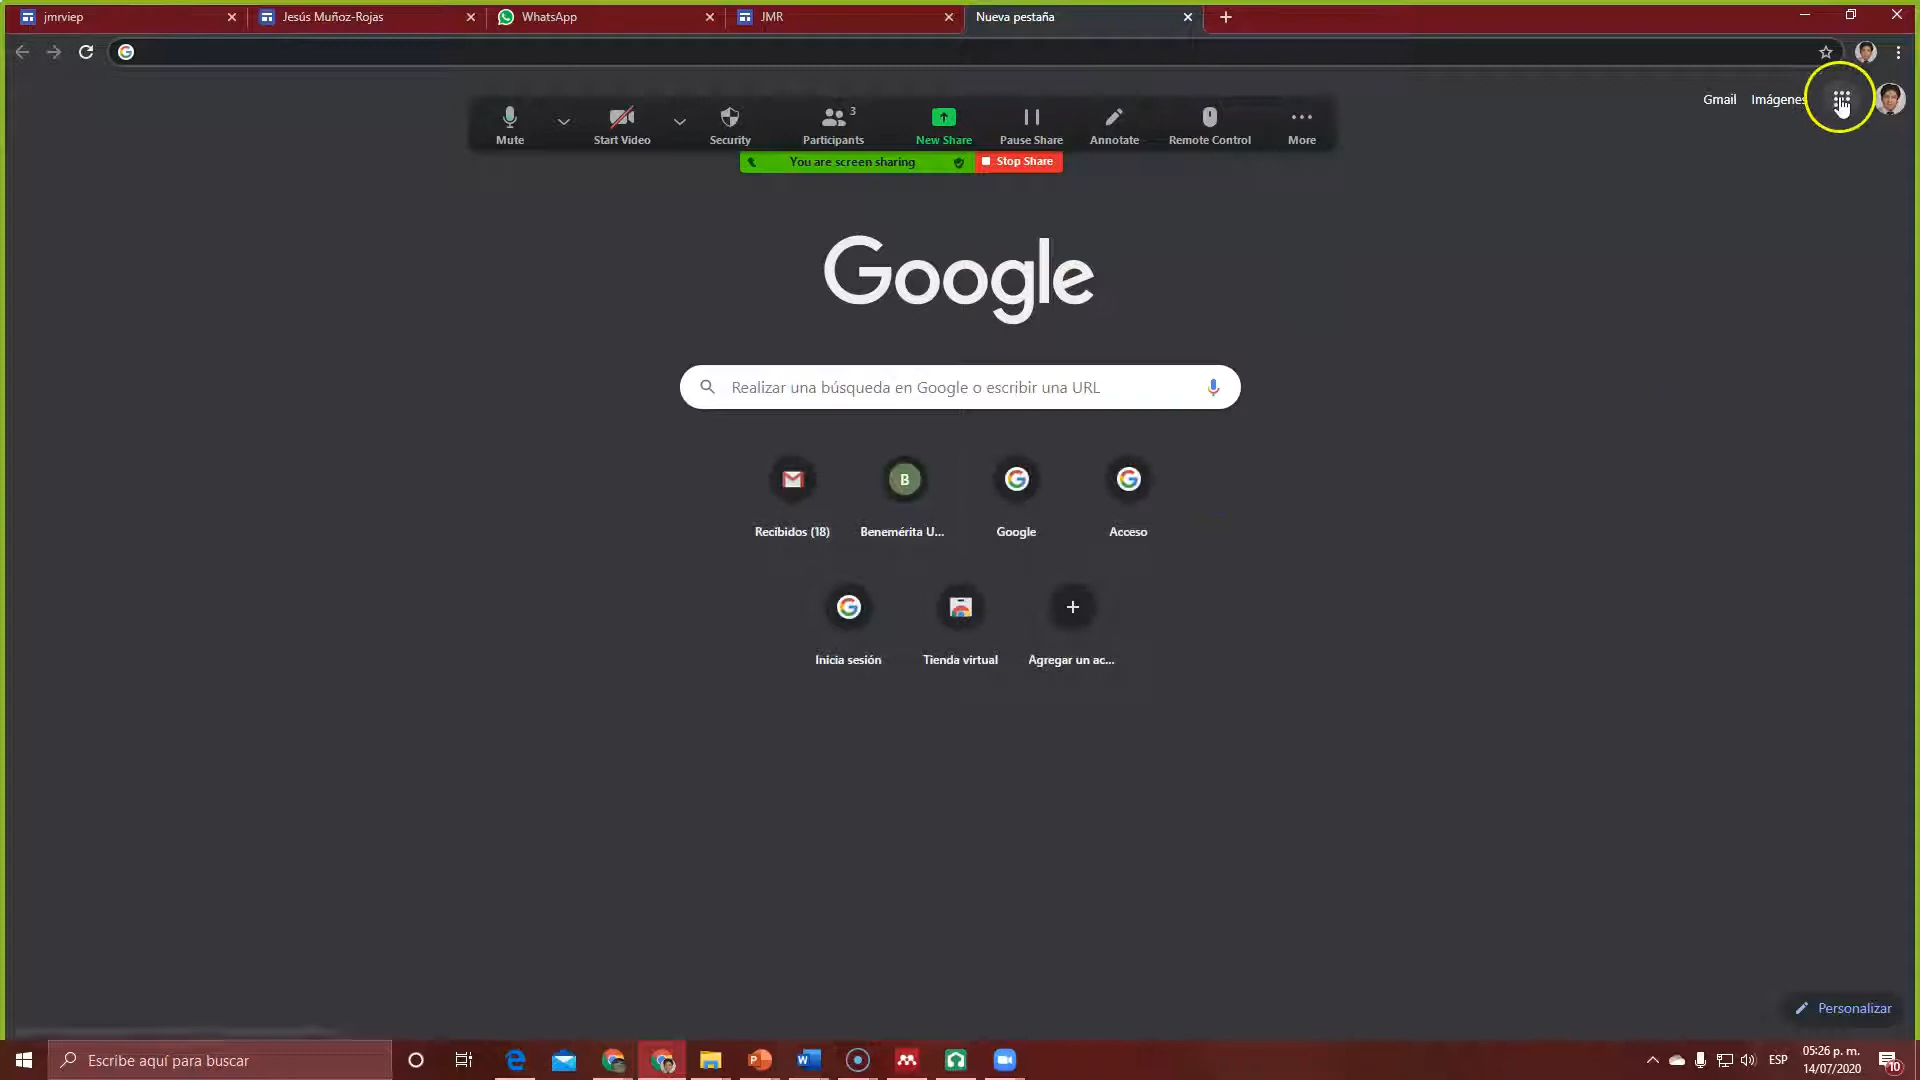 jmrviep
Jesús Muñoz-Rojas
WhatsApp
JMR
Nueva pestaña
Gmail
Imágenes
3
Mute
Start Video
Security
Participants
New Share
Pause Share
Annotate
Remote Control
More
You are screen sharing
Stop Share
Google
Realizar una búsqueda en Google o escribir una URL
B
Recibidos (18)
Benemérita U...
Google
Acceso
Inicia sesión
Tienda virtual
Agregar un ac...
Personalizar
Escribe aquí para buscar
ESP
05:26 p. m.
14/07/2020
10